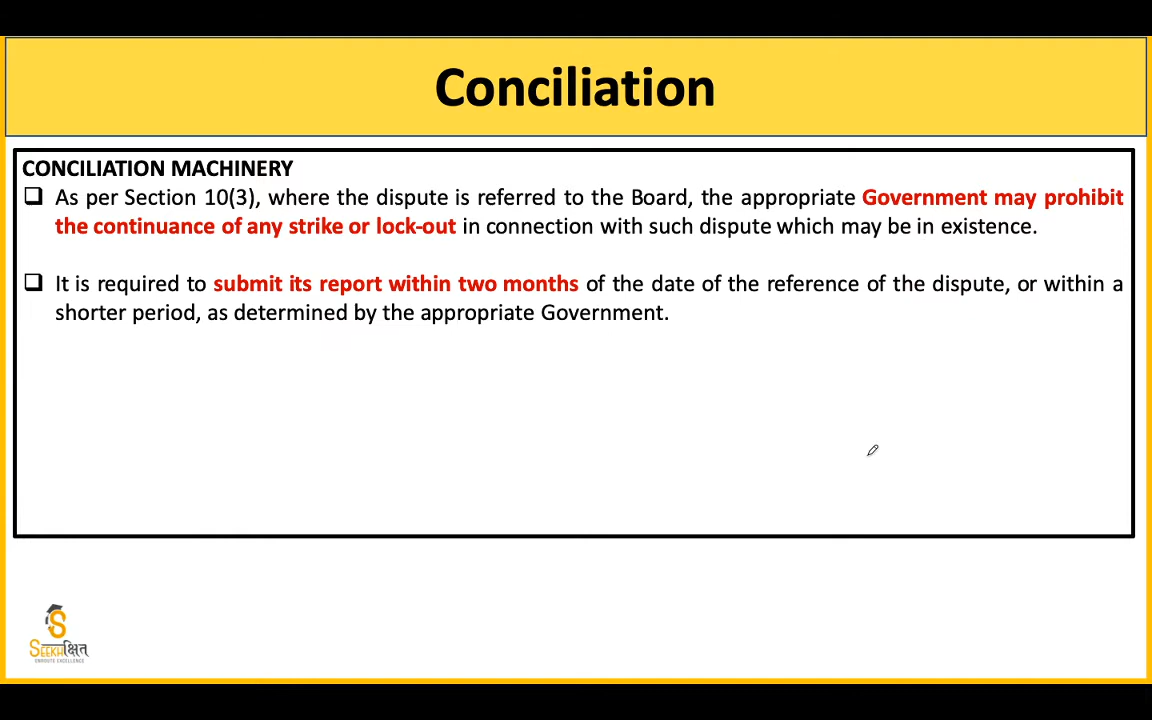 Conciliation
CONCILIATION MACHINERY
❑ As per Section 10(3), where the dispute is referred to the Board, the appropriate Government may prohibit
the continuance of any strike or lock-out in connection with such dispute which may be in existence.
❑ It is required to submit its report within two months of the date of the reference of the dispute, or within a
shorter period, as determined by the appropriate Government.
S
SEEKHक्षित
ENROUTE EXCELLENCE